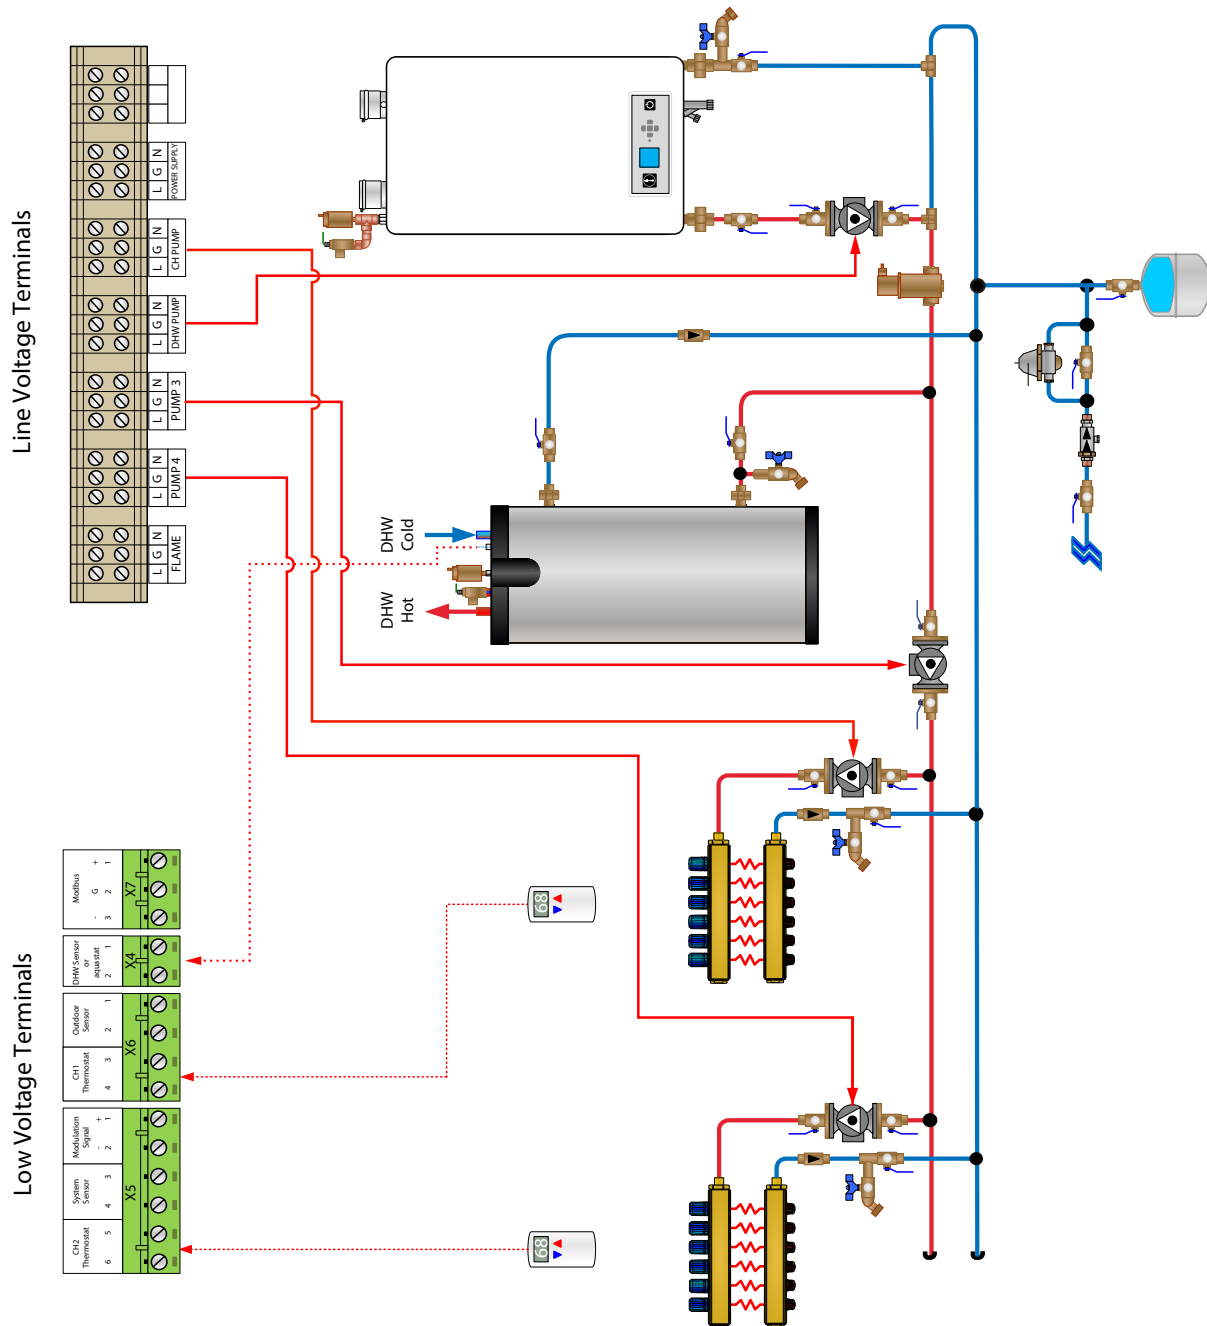 Line Voltage Terminals
L G N
POWER SUPPLY
L G N
CH PUMP
L G N
DHW PUMP
L G N
PUMP 3
L G N
PUMP 4
L G N
FLAME
DHW
Cold
DHW
Hot
Low Voltage Terminals
Modbus
- G +
3 2 1
X7
DHW Sensor
or
aquastat
2 1
X4
Outdoor
Sensor
2 1
CH1
Thermostat
4 3
X6
Modulation
Signal
- +
2 1
System
Sensor
4 3
CH2
Thermostat
6 5
X5
68
68